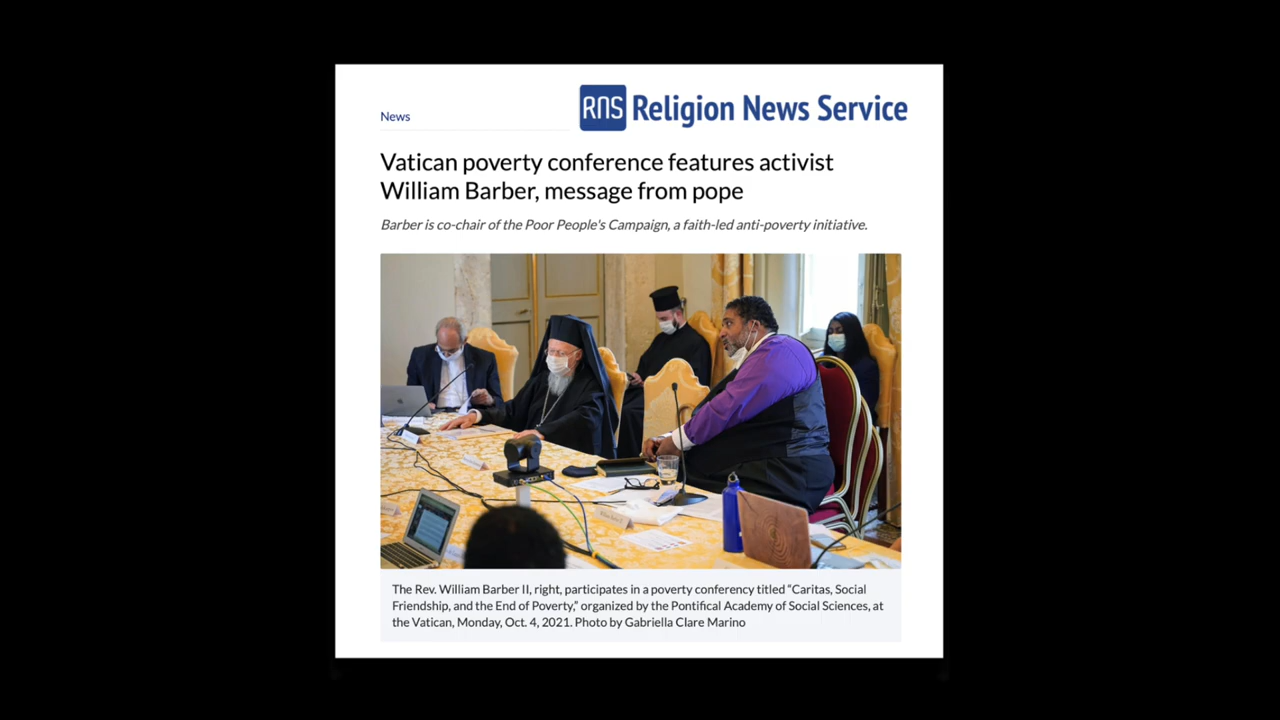 News
RNS Religion News Service
Vatican poverty conference features activist
William Barber, message from pope
Barber is co-chair of the Poor People's Campaign, a faith-led anti-poverty initiative.
The Rev. William Barber II, right, participates in a poverty conferency titled “Caritas, Social
Friendship, and the End of Poverty,” organized by the Pontifical Academy of Social Sciences, at
the Vatican, Monday, Oct. 4, 2021. Photo by Gabriella Clare Marino